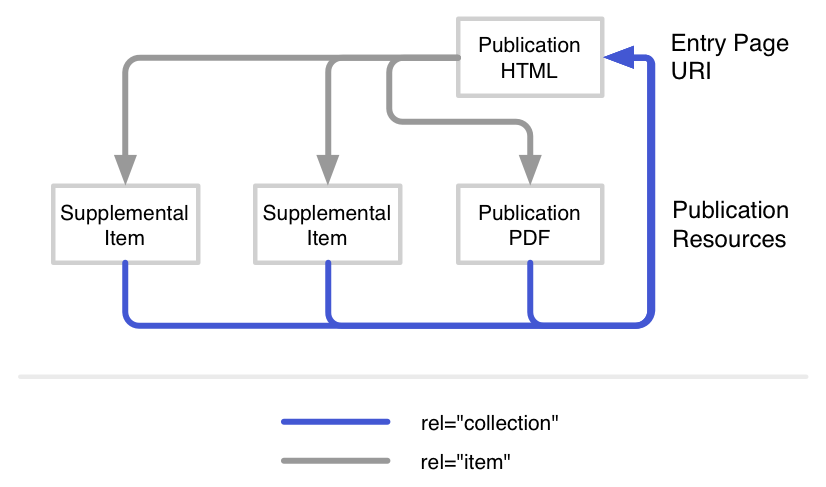 Publication
HTML
Entry Page
URI
Supplemental
Item
Supplemental
Item
Publication
PDF
Publication
Resources
rel="collection"
rel="item"